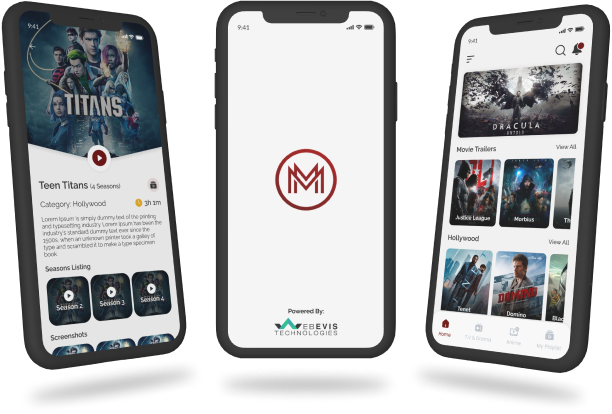 9:41
TITANS
Teen Titans (4 Seasons)
Category: Hollywood
3h 1m
Lorem Ipsum is simply dummy text of the printing
and typesetting industry. Lorem Ipsum has been the
industry's standard dummy text ever since the
1500s, when an unknown printer took a galley of
type and scrambled it to make a type specimen
book.
Seasons Listing
Season 2
Season 3
Season 4
Screenshots
9:41
M
Powered By:
WEBEVIS
TECHNOLOGIES
9:41
DRACULA
UNTOLD
Movie Trailers
View All
Justice League
Morbius
Th
Hollywood
View All
Tenet
DOMINO
Domino
Blac
Home
My Playlist